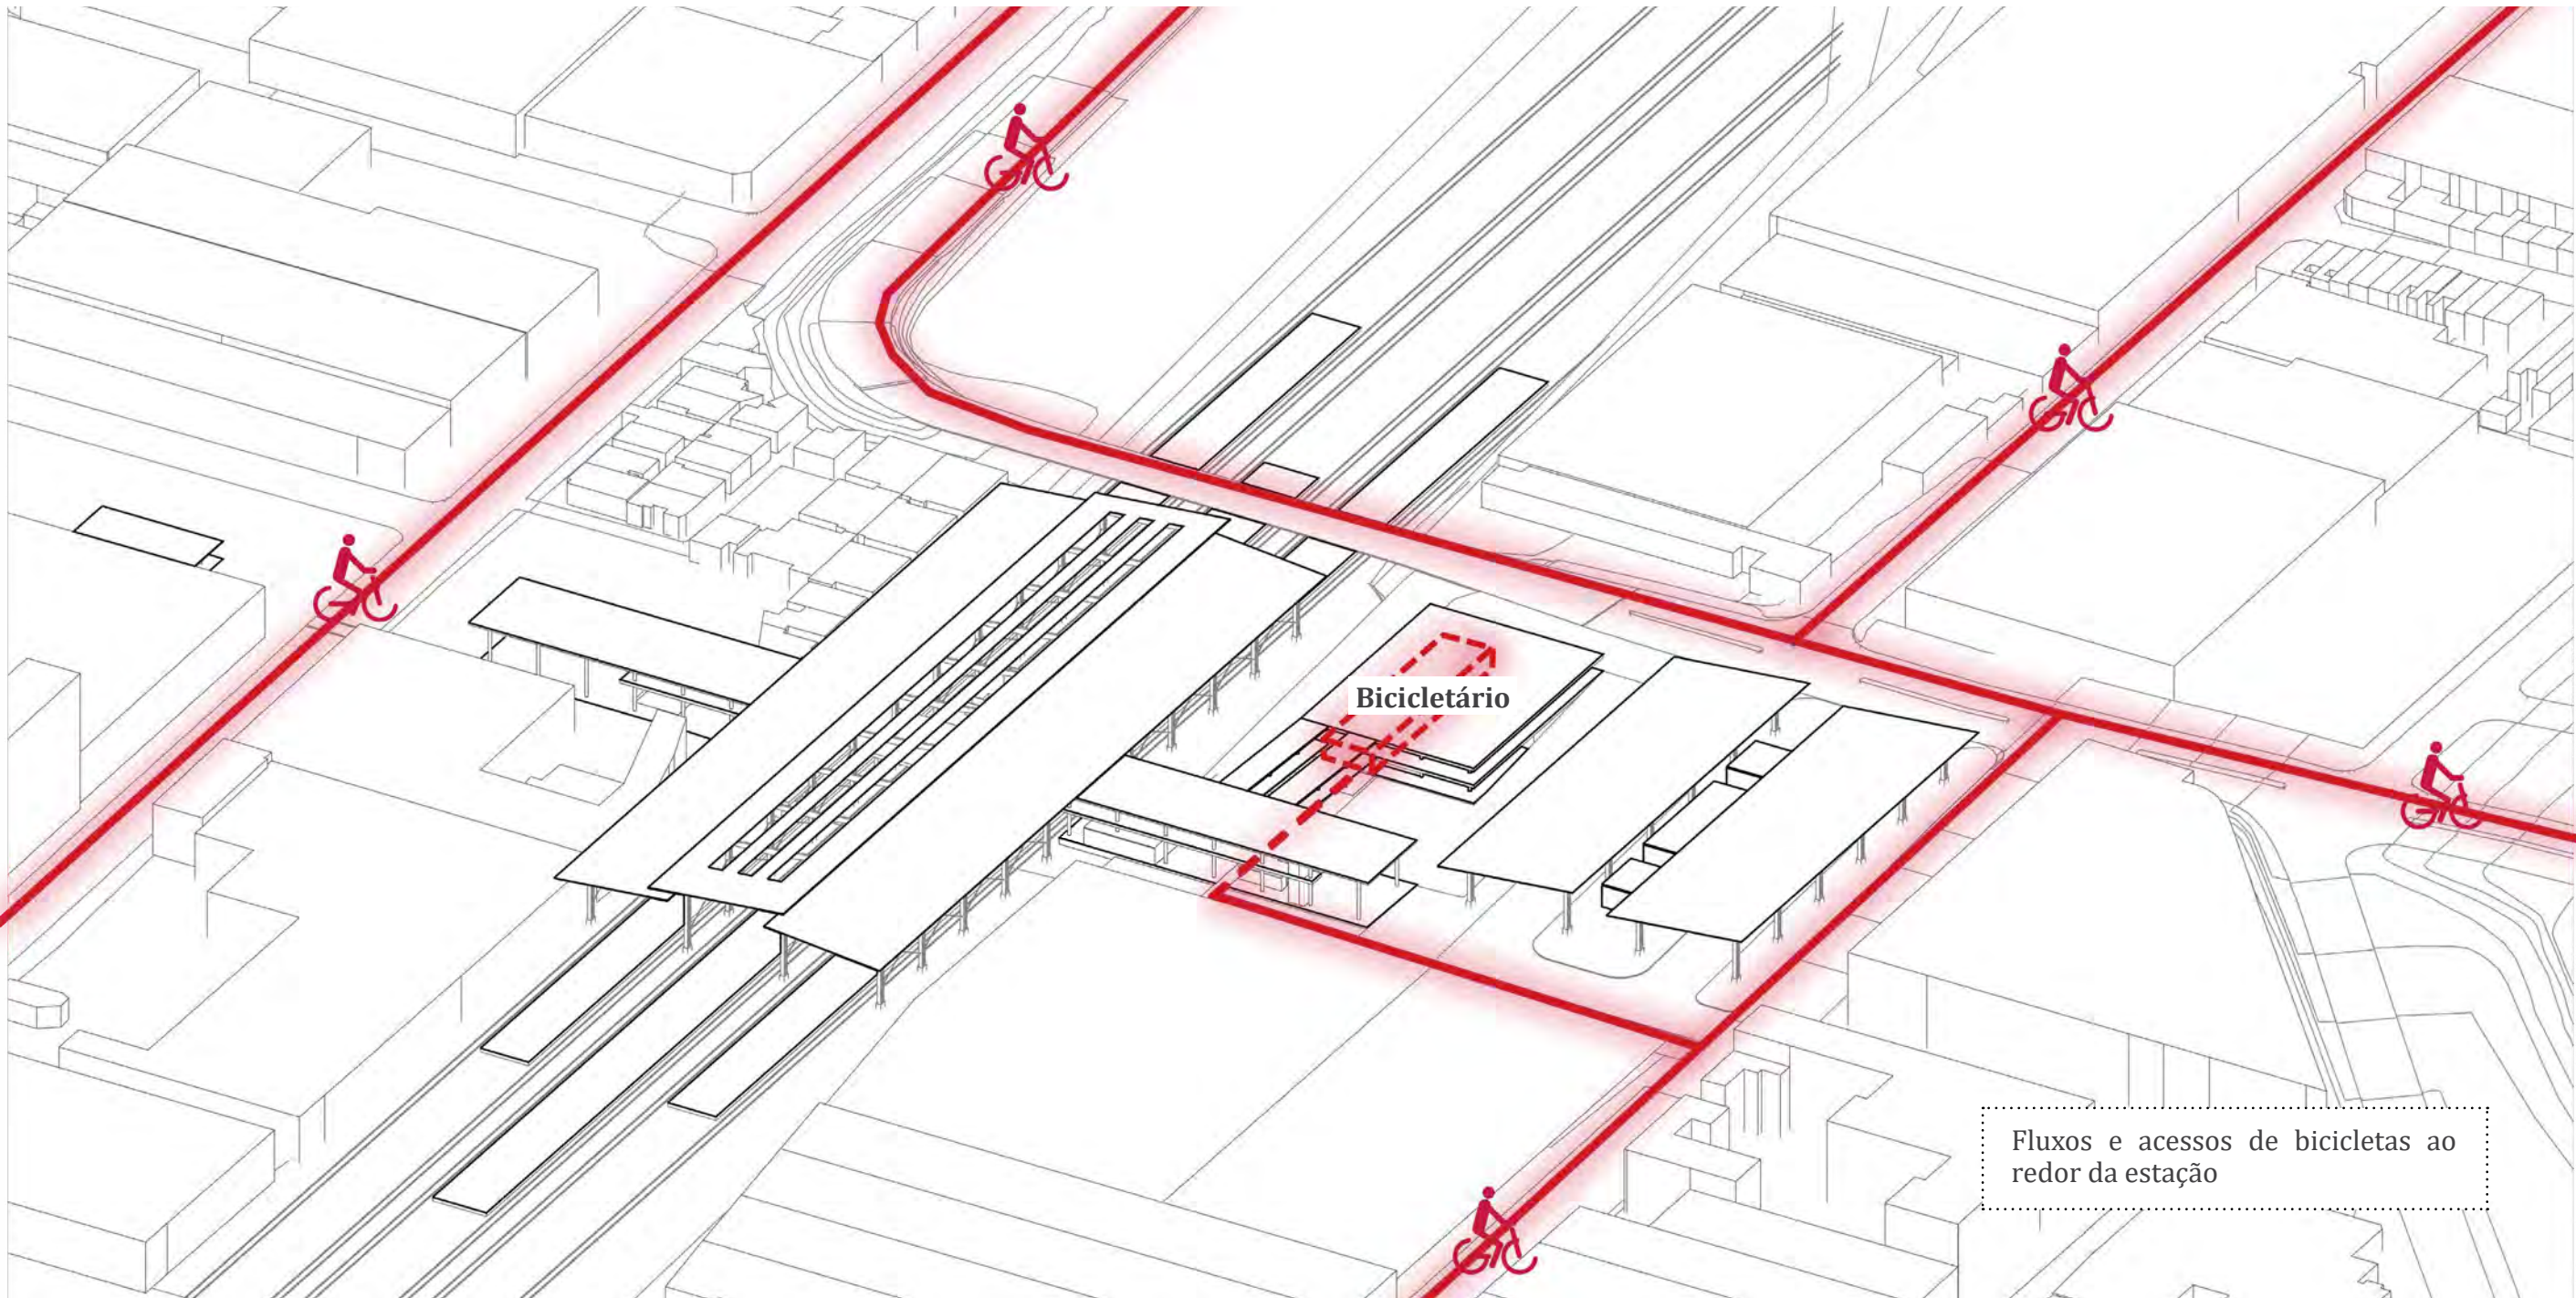 Bicicletário
Fluxos e acessos de bicicletas ao
redor da estação